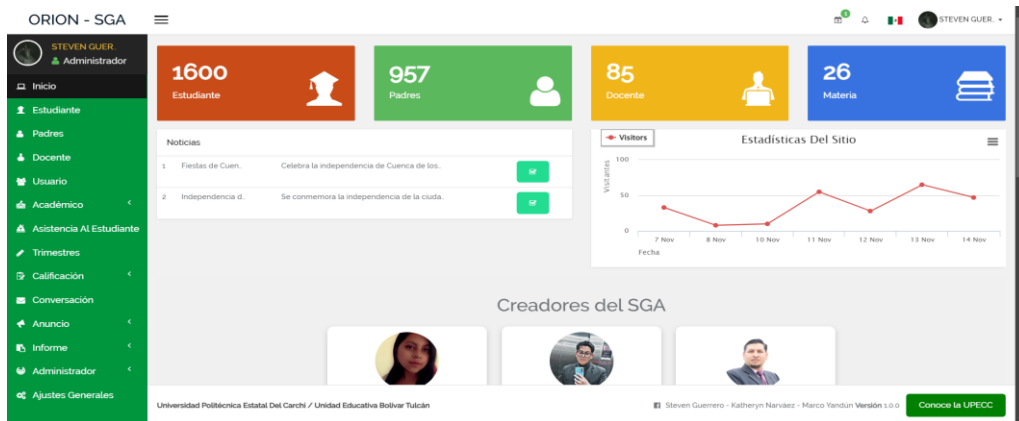 ORION - SGA
1
STEVEN GUER..
STEVEN GUER..
Administrador
Inicio
Estudiante
Padres
Docente
Usuario
Académico
Asistencia Al Estudiante
Trimestres
Calificación
Conversación
Anuncio
Informe
Administrador
Ajustes Generales
1600
Estudiante
957
Padres
85
Docente
26
Materia
Noticias
1 Fiestas de Cuen.. Celebra la independencia de Cuenca de los..
2 Independencia d.. Se conmemora la independencia de la ciuda..
Visitors
Estadísticas Del Sitio
Visitantes
100
50
0
7 Nov 8 Nov 10 Nov 11 Nov 12 Nov 13 Nov 14 Nov
Fecha
Creadores del SGA
Universidad Politécnica Estatal Del Carchi / Unidad Educativa Bolívar Tulcán
Steven Guerrero - Katheryn Narváez - Marco Yandún Versión 1.0.0
Conoce la UPECC